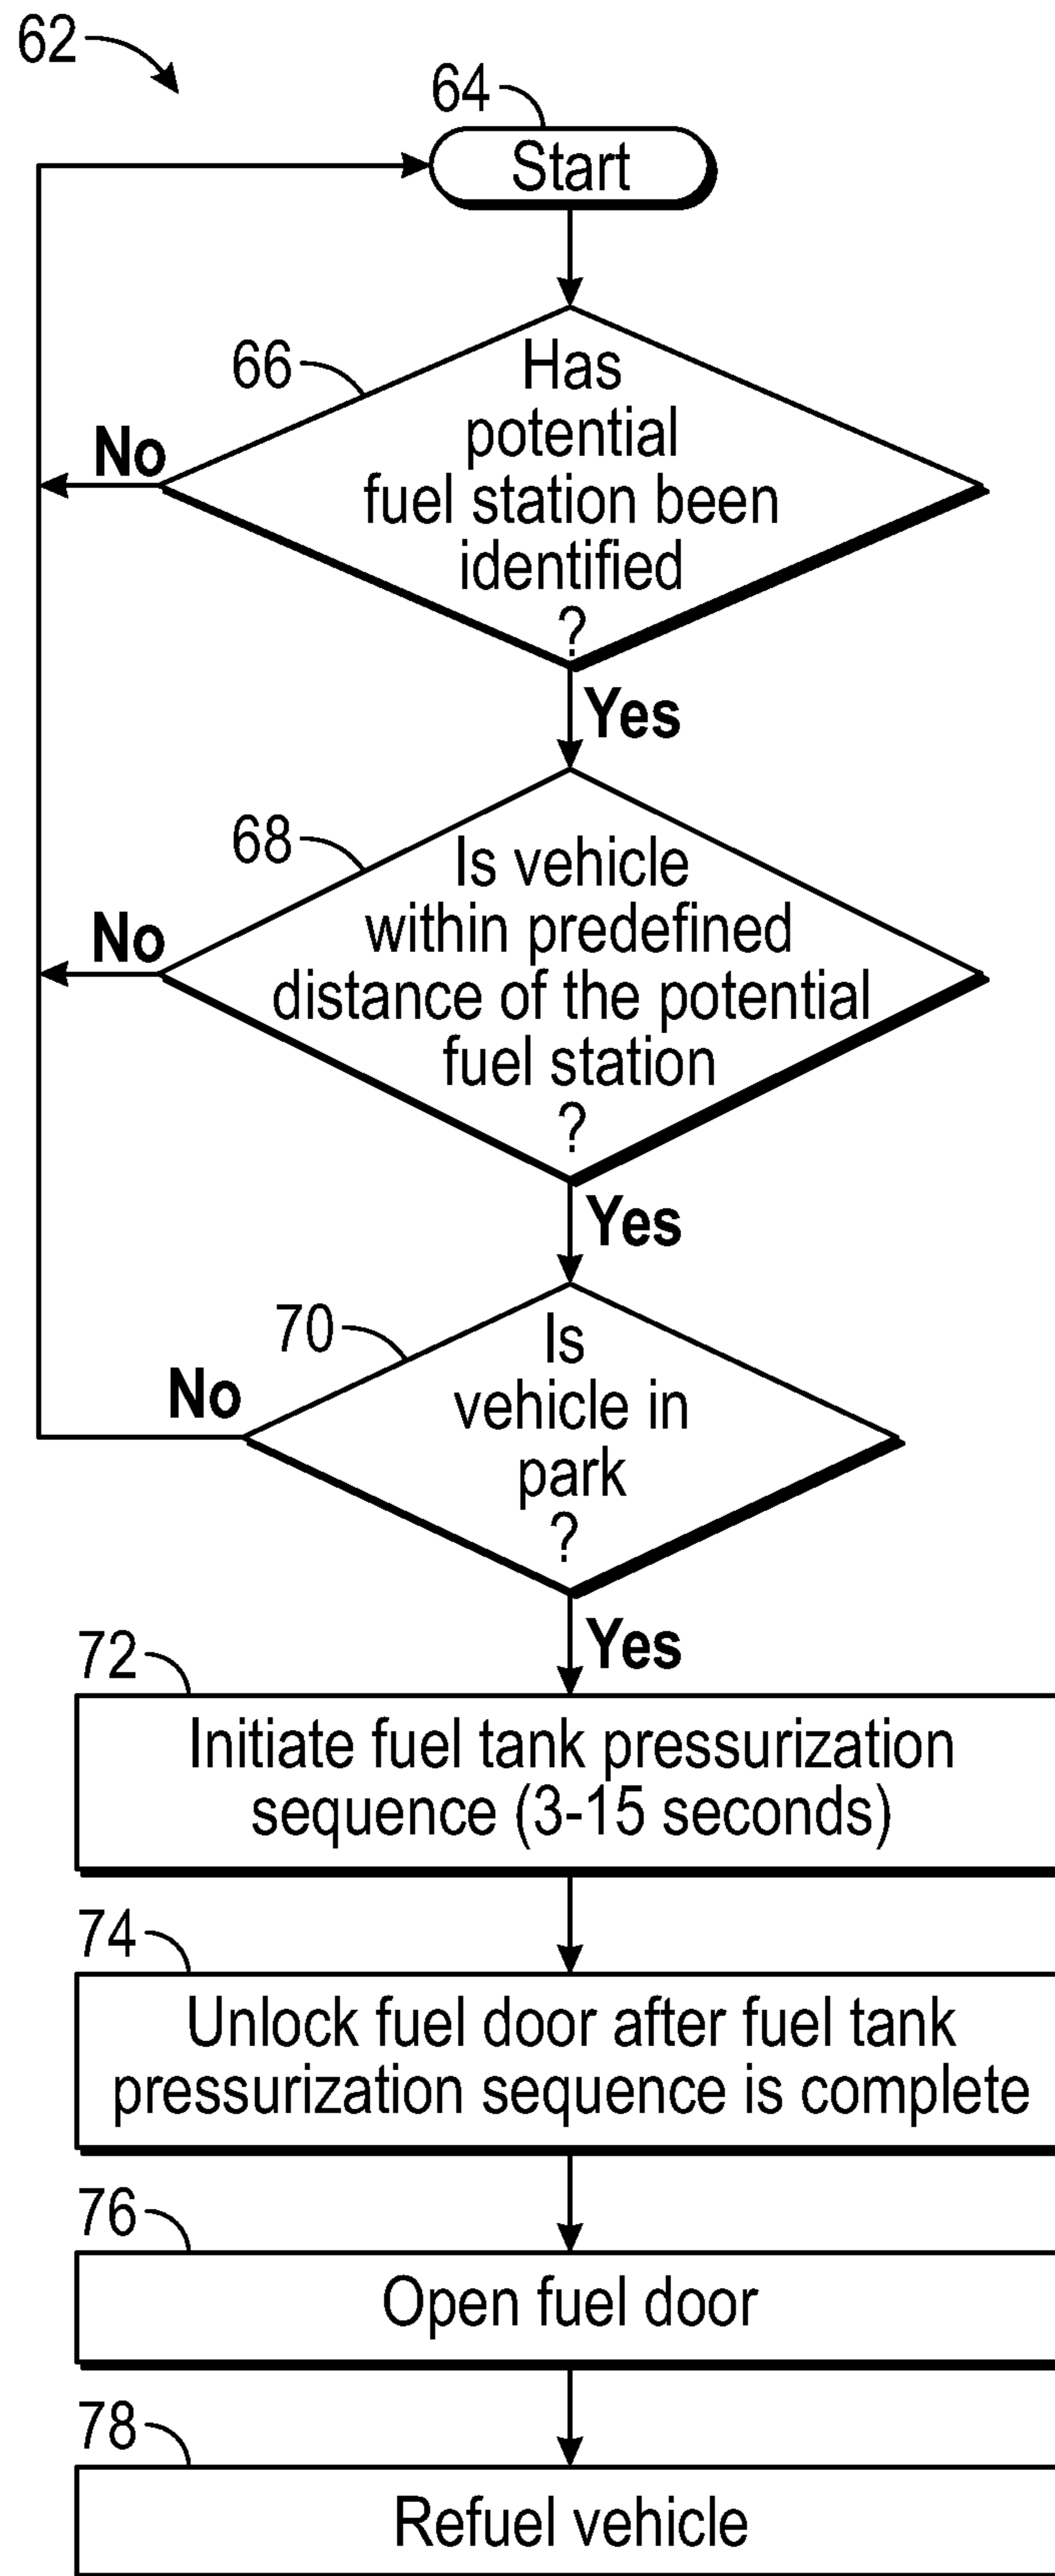 62
64
Start
66
Has
potential
fuel station been
identified
?
No
Yes
68
Is vehicle
within predefined
distance of the potential
fuel station
?
No
Yes
70
Is
vehicle in
park
?
No
Yes
72
Initiate fuel tank pressurization
sequence (3-15 seconds)
74
Unlock fuel door after fuel tank
pressurization sequence is complete
76
Open fuel door
78
Refuel vehicle